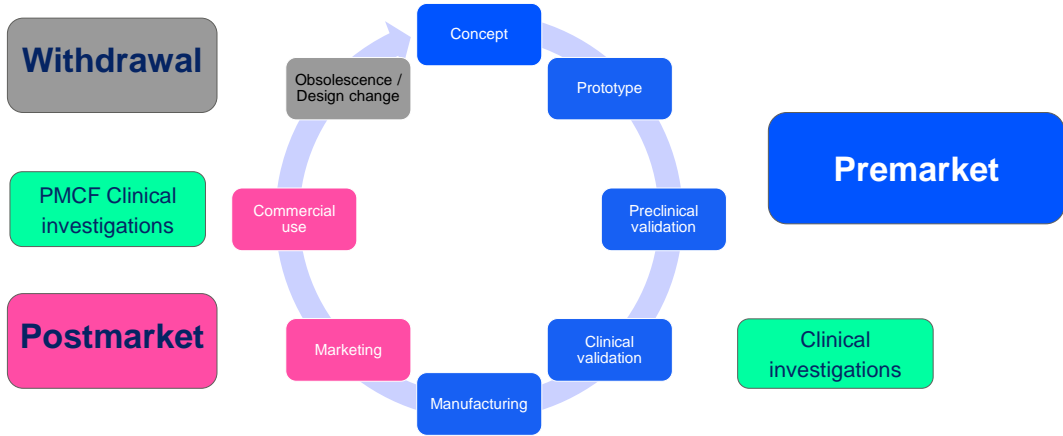 Withdrawal
Concept
Obsolescence /
Design change
Prototype
Premarket
PMCF Clinical
investigations
Commercial
use
Preclinical
validation
Postmarket
Marketing
Clinical
validation
Clinical
investigations
Manufacturing